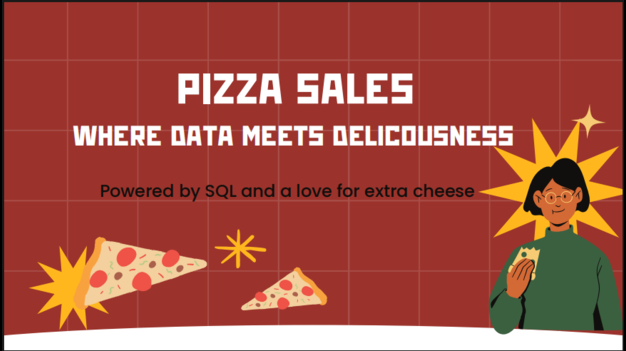 PIZZA SALES
WHERE DATA MEETS DELICOUSNESS
Powered by SQL and a love for extra cheese